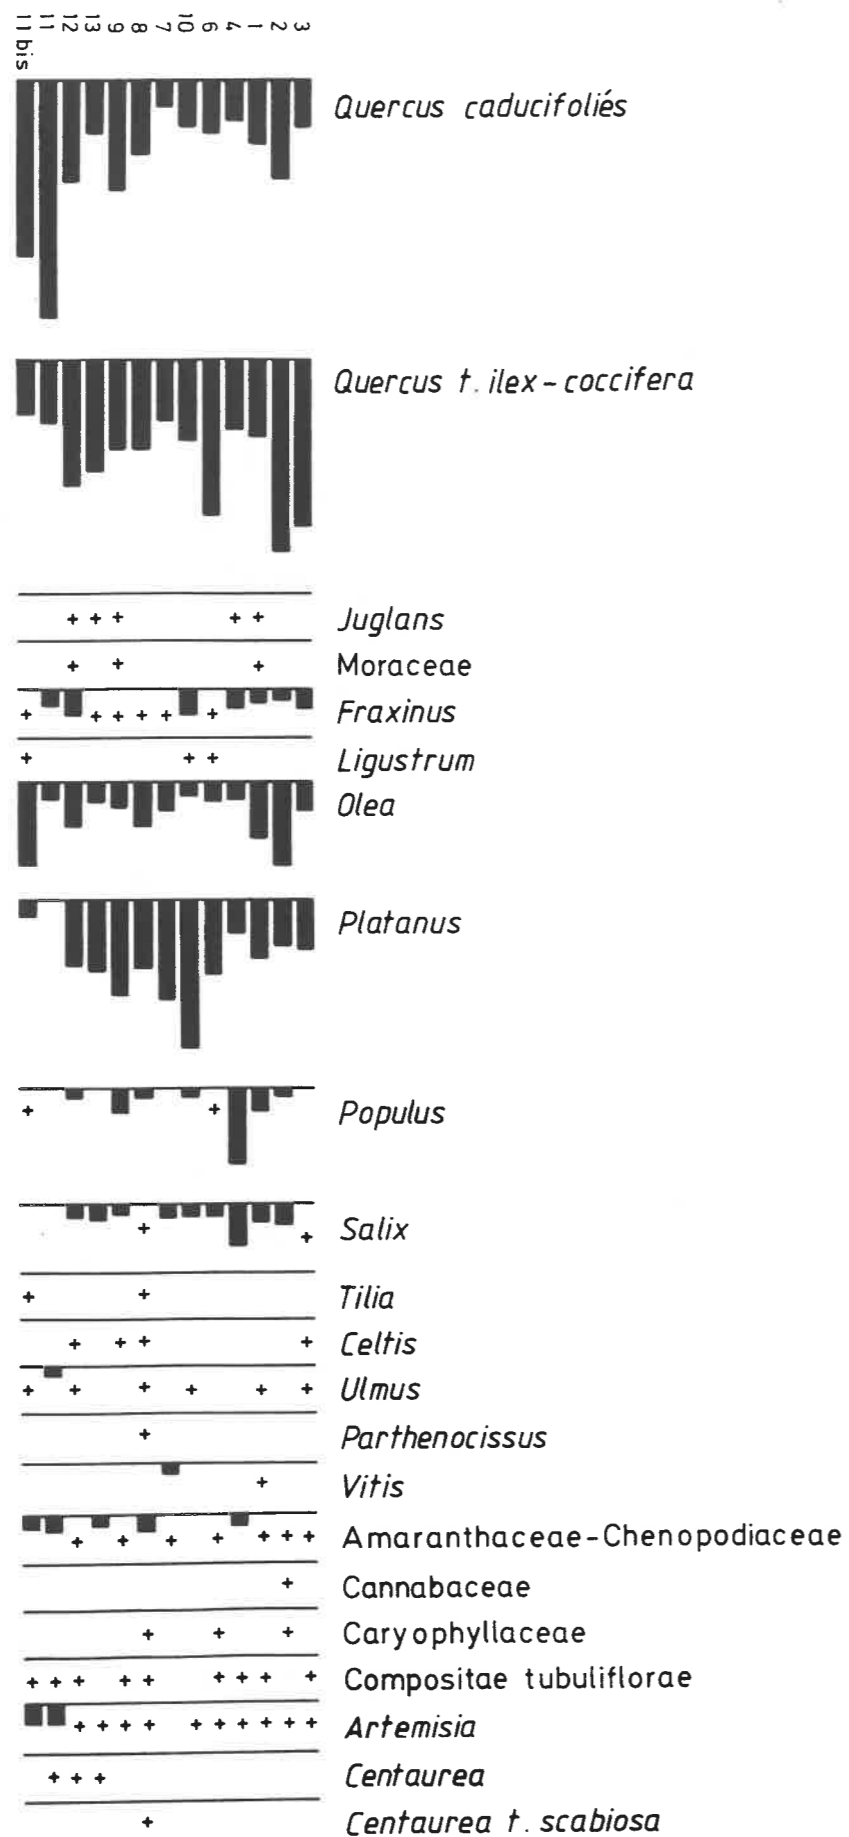 11 bis 11 12 13 9 8 7 10 6 4 1 2 3
Quercus caducifoliés
Quercus t. ilex-coccifera
Juglans
Moraceae
Fraxinus
Ligustrum
Olea
Platanus
Populus
Salix
Tilia
Celtis
Ulmus
Parthenocissus
Vitis
Amaranthaceae-Chenopodiaceae
Cannabaceae
Caryophyllaceae
Compositae tubuliflorae
Artemisia
Centaurea
Centaurea t. scabiosa